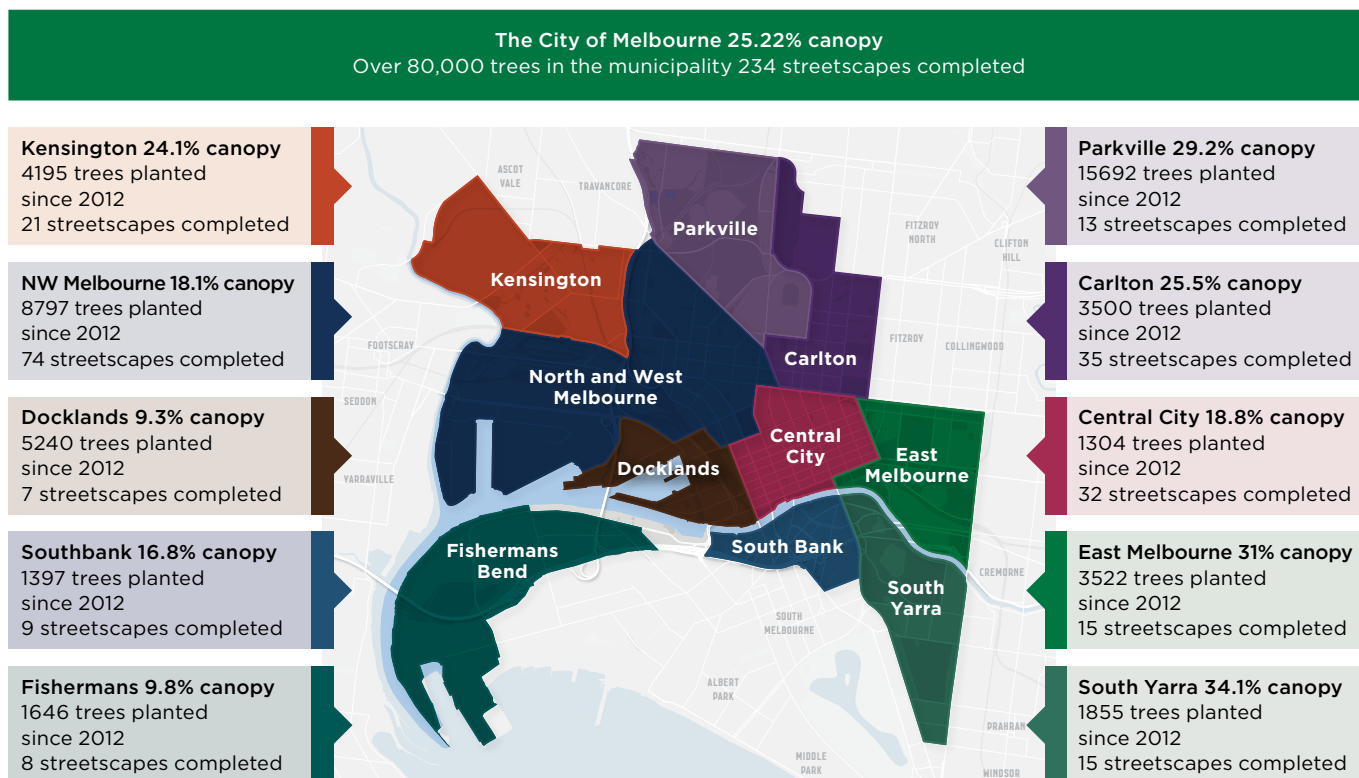 The City of Melbourne 25.22% canopy
Over 80,000 trees in the municipality 234 streetscapes completed
Kensington 24.1% canopy
4195 trees planted
since 2012
21 streetscapes completed
NW Melbourne 18.1% canopy
8797 trees planted
since 2012
74 streetscapes completed
Docklands 9.3% canopy
5240 trees planted
since 2012
7 streetscapes completed
Southbank 16.8% canopy
1397 trees planted
since 2012
9 streetscapes completed
Fishermans 9.8% canopy
1646 trees planted
since 2012
8 streetscapes completed
ASCOT
VALE
TRAVANCORE
Parkville
FITZROY
NORTH
CLIFTON
HILL
Kensington
FOOTSCRAY
FITZROY
COLLINGWOOD
Carlton
North and West
Melbourne
SEDDON
Central
City
East
Melbourne
Docklands
YARRAVILLE
Fishermans
Bend
South Bank
South
Yarra
CREMORNE
SOUTH
MELBOURNE
ALBERT
PARK
PRAHRAN
MIDDLE
PARK
WINDSOR
Parkville 29.2% canopy
15692 trees planted
since 2012
13 streetscapes completed
Carlton 25.5% canopy
3500 trees planted
since 2012
35 streetscapes completed
Central City 18.8% canopy
1304 trees planted
since 2012
32 streetscapes completed
East Melbourne 31% canopy
3522 trees planted
since 2012
15 streetscapes completed
South Yarra 34.1% canopy
1855 trees planted
since 2012
15 streetscapes completed